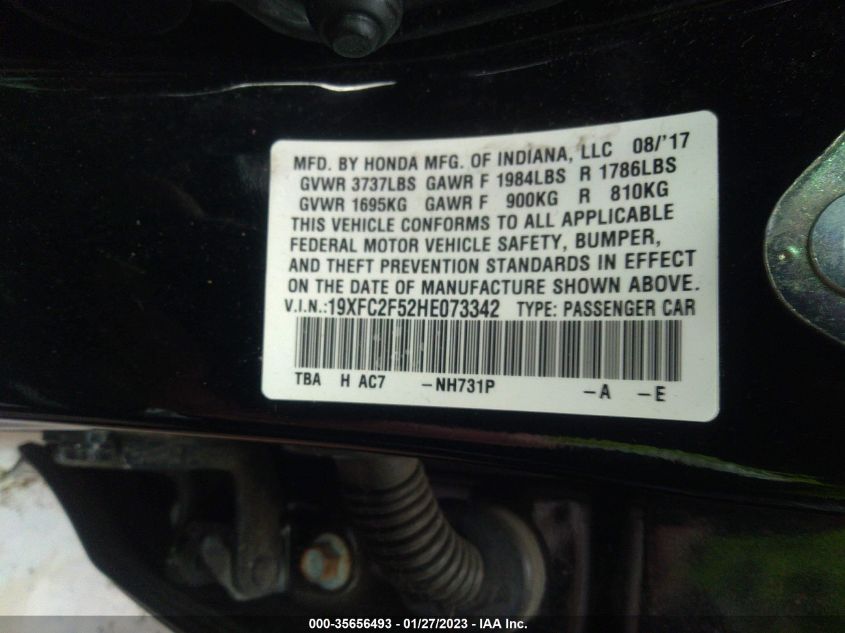 MFD. BY HONDA MFG. OF INDIANA, LLC 08/'17
GVWR 3737LBS GAWR F 1984LBS R 1786LBS
GVWR 1695KG GAWR F 900KG R 810KG
THIS VEHICLE CONFORMS TO ALL APPLICABLE
FEDERAL MOTOR VEHICLE SAFETY, BUMPER,
AND THEFT PREVENTION STANDARDS IN EFFECT
ON THE DATE OF MANUFACTURE SHOWN ABOVE.
V.I.N.:19XFC2F52HE073342 TYPE: PASSENGER CAR
TBA H AC7 -NH731P -A -E
000-35656493 - 01/27/2023 - IAA Inc.